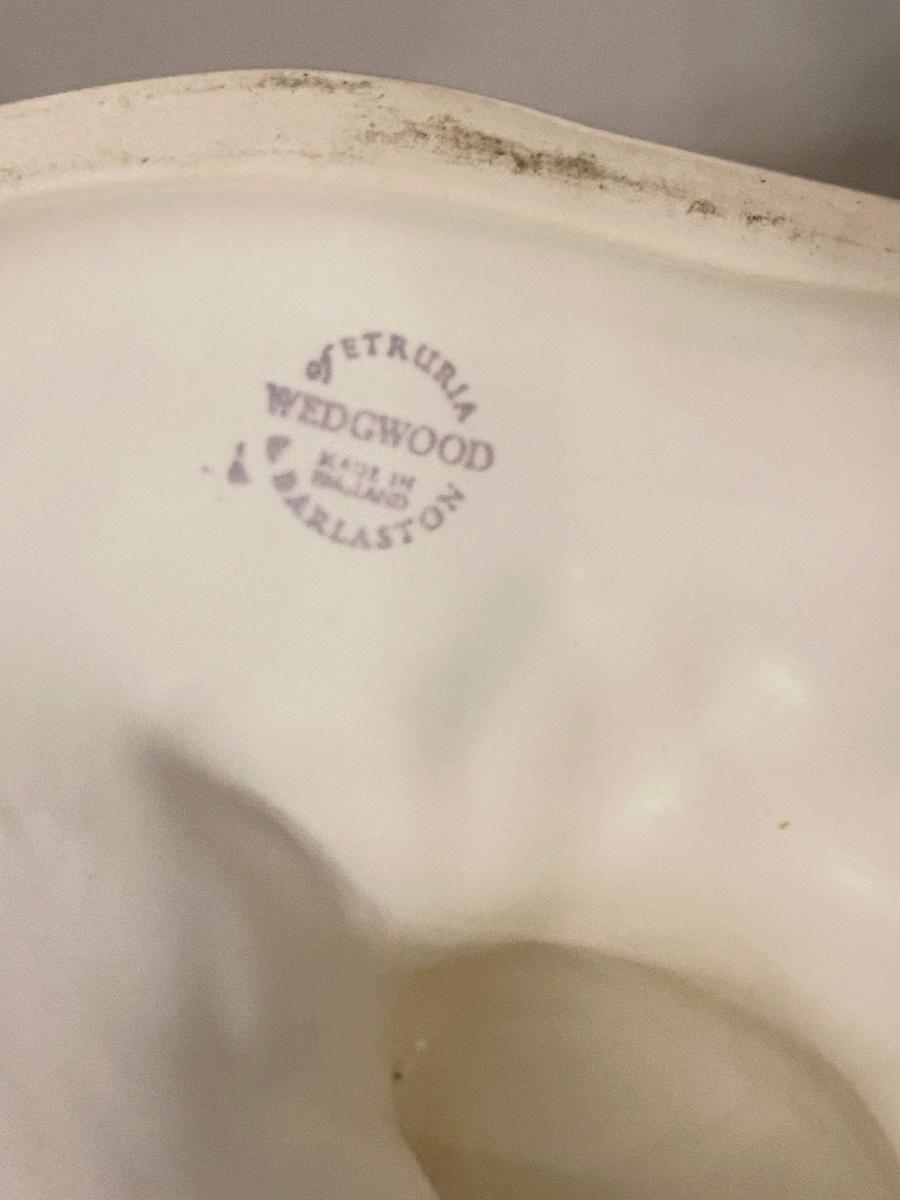 of ETRURIA
WEDGWOOD
MADE IN
ENGLAND
& BARLASTON